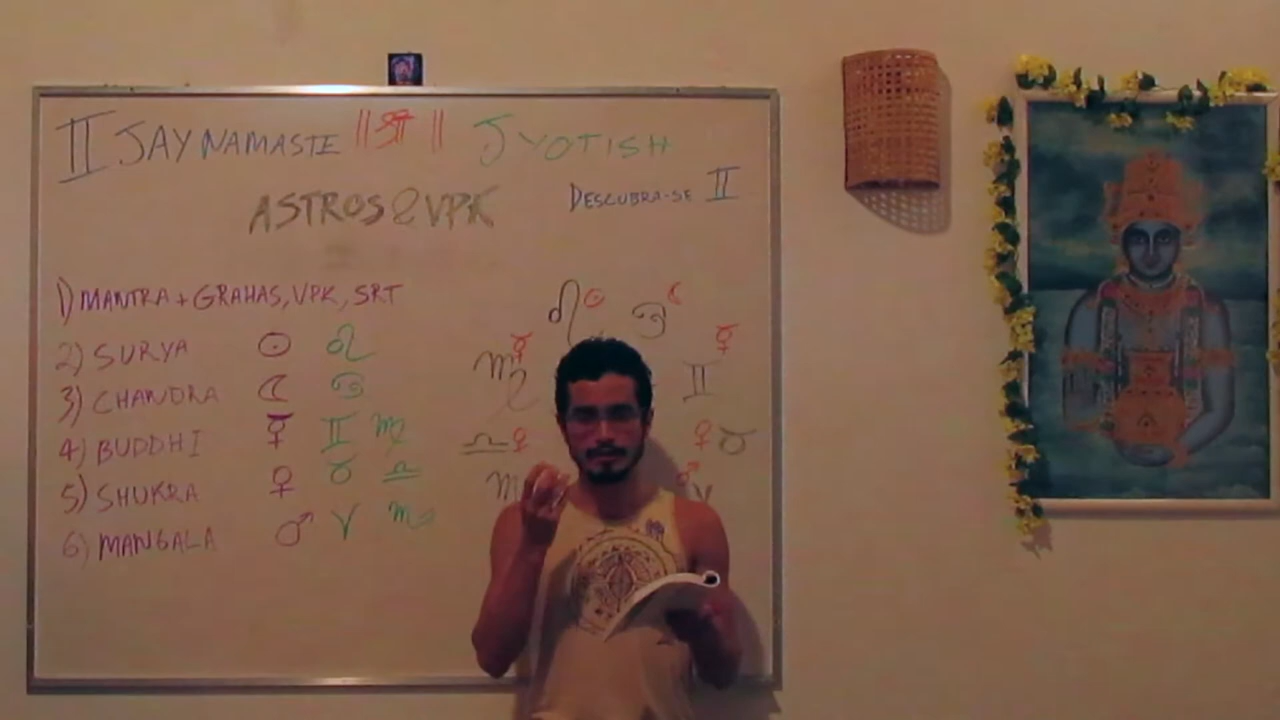 II JAY NAMASTE ॥ श्री ॥ JYOTISH
ASTROS & VPK DESCUBRA-SE II
1) MANTRA + GRAHAS, VPK, SRT
2) SURYA ☉ ♌
3) CHANDRA ☾ ♋
4) BUDDHI ☿ ♊ ♍
5) SHUKRA ♀ ♉ ♎
6) MANGALA ♂ ♈ ♏
♌ ☉ ♋ ☾
♍ ☿ ☿ ♊
♎ ♀ ♀ ♉
♂ ♈